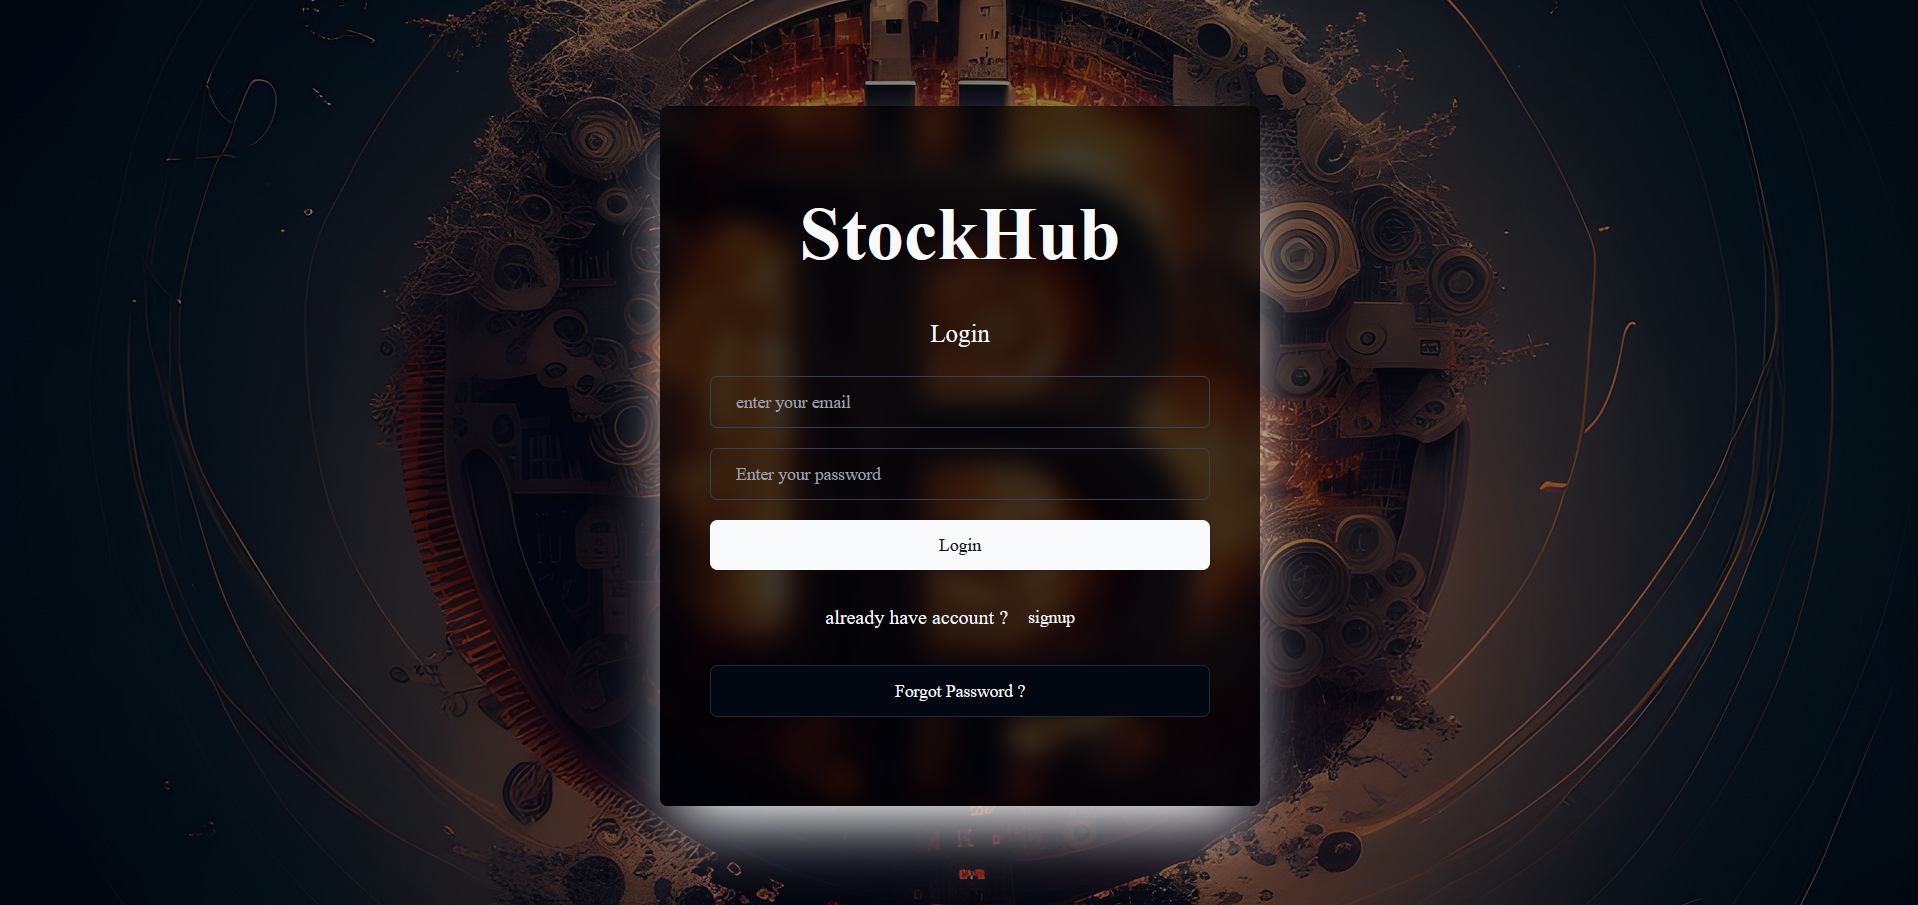 StockHub
Login
enter your email
Enter your password
Login
already have account ? signup
Forgot Password ?